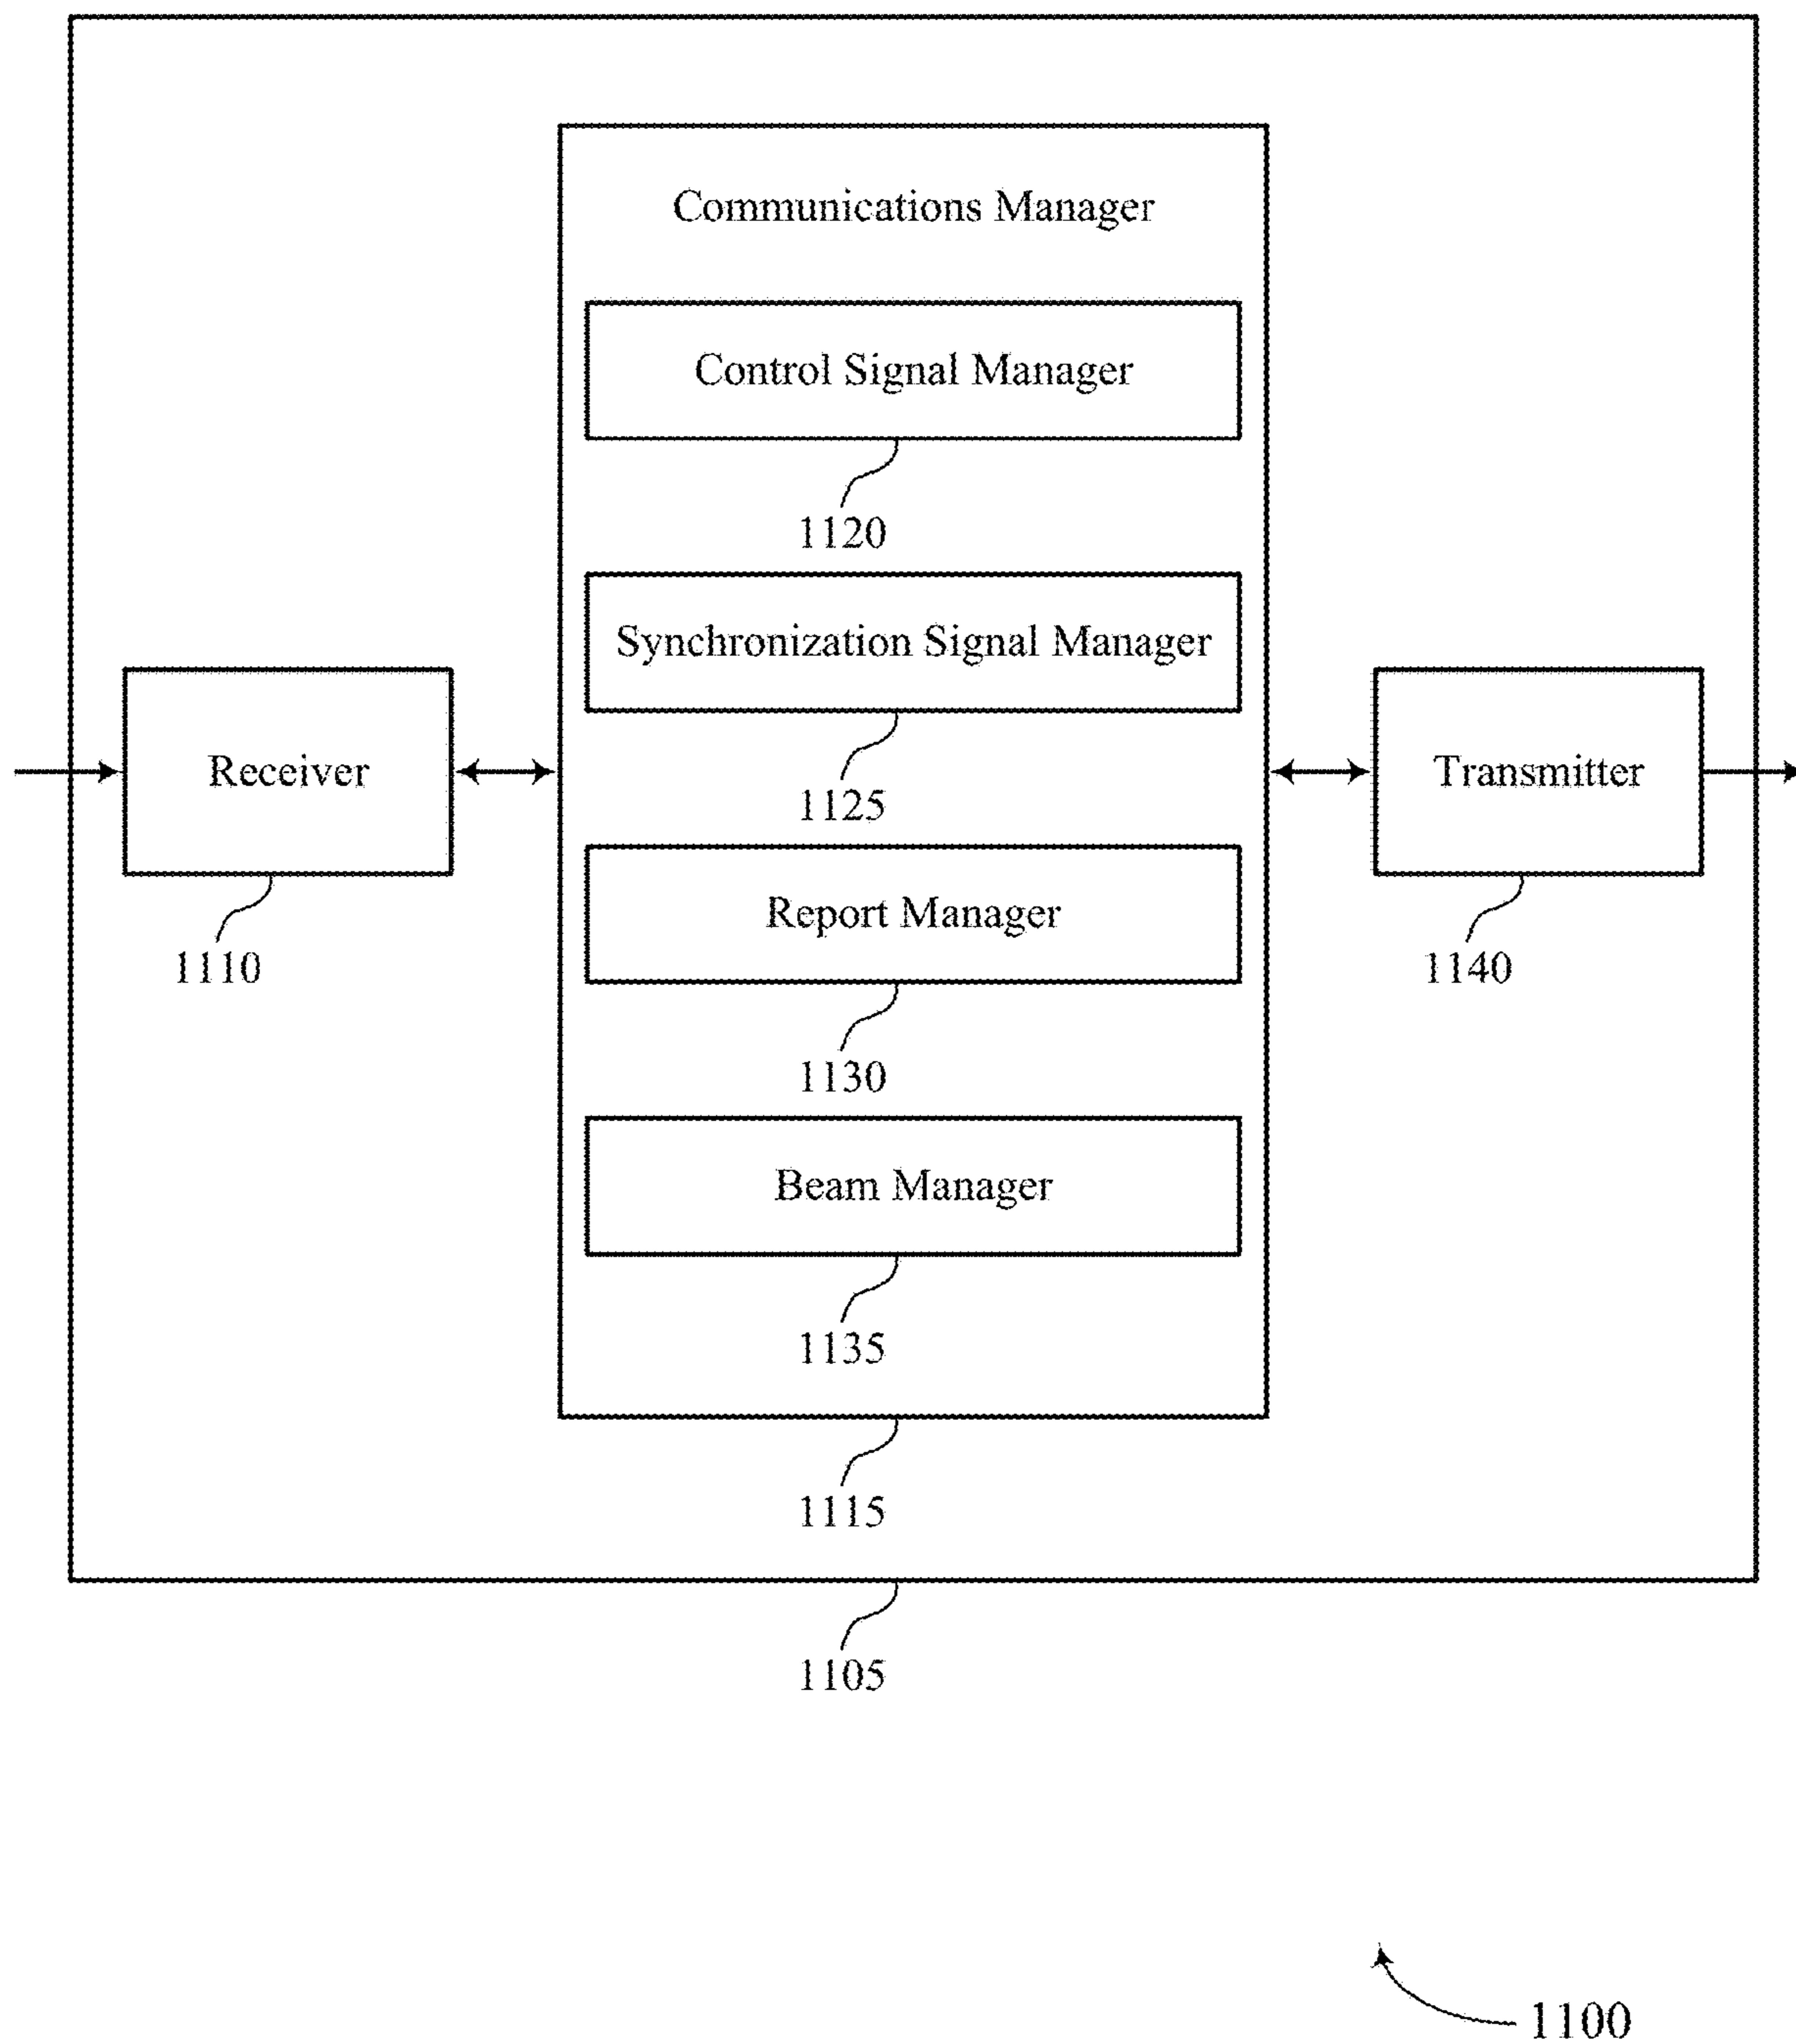 Communications Manager
Control Signal Manager
1120
Synchronization Signal Manager
1125
Receiver
1110
Report Manager
1130
Transmitter
1140
Beam Manager
1135
1115
1105
1100